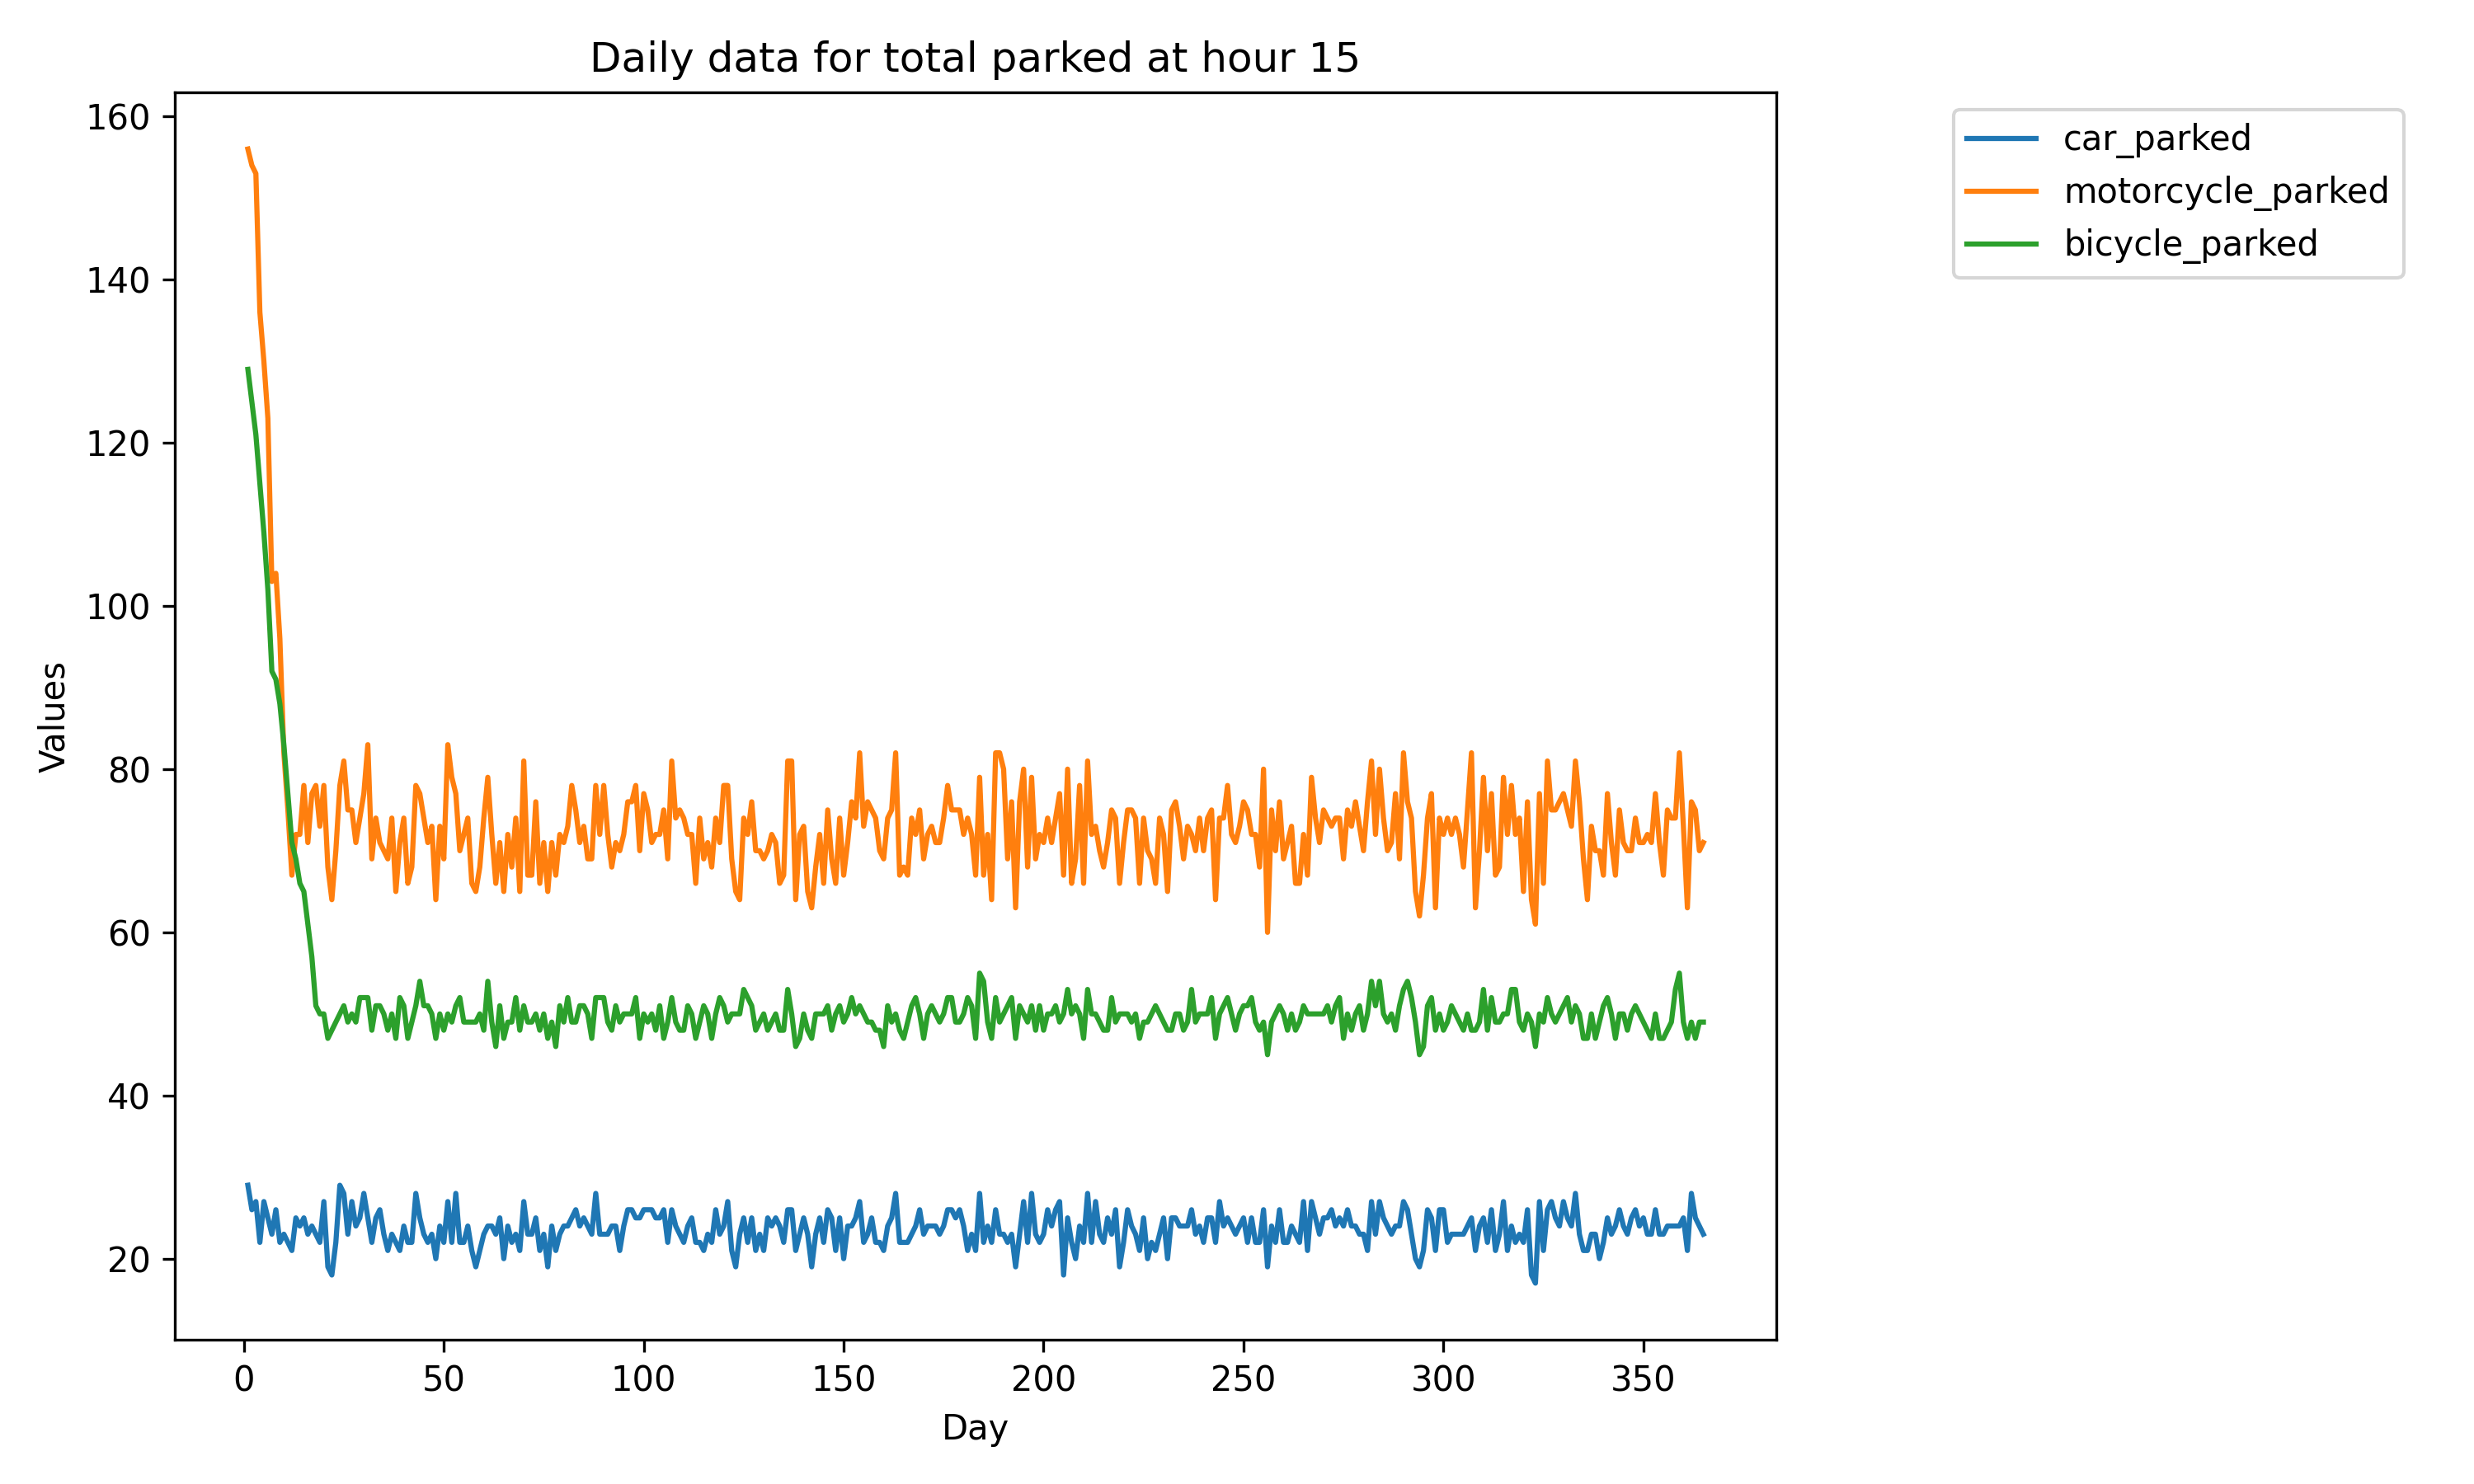 Daily data for total parked at hour 15
car_parked
motorcycle_parked
bicycle_parked
Values
160
140
120
100
80
60
40
20
0 50 100 150 200 250 300 350
Day